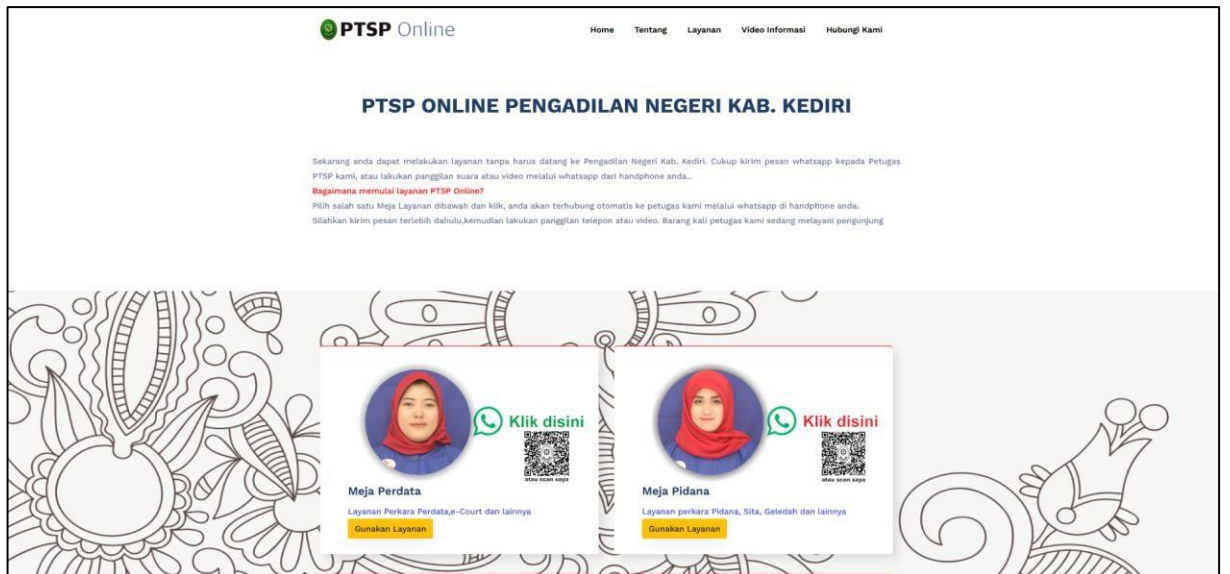 PTSP Online
Home Tentang Layanan Video Informasi Hubungi Kami
PTSP ONLINE PENGADILAN NEGERI KAB. KEDIRI
Sekarang anda dapat melakukan layanan tanpa harus datang ke Pengadilan Negeri Kab. Kediri. Cukup kirim pesan whatsapp kepada Petugas
PTSP kami, atau lakukan panggilan suara atau video melalui whatsapp dari handphone anda..
Bagaimana memulai layanan PTSP Online?
Pilih salah satu Meja Layanan dibawah dan klik, anda akan terhubung otomatis ke petugas kami melalui whatsapp di handphone anda.
Silahkan kirim pesan terlebih dahulu,kemudian lakukan panggilan telepon atau video. Barang kali petugas kami sedang melayani pengunjung
Klik disini
atau scan saya
Meja Perdata
Layanan Perkara Perdata,e-Court dan lainnya
Gunakan Layanan
Klik disini
atau scan saya
Meja Pidana
Layanan perkara Pidana, Sita, Geledah dan lainnya
Gunakan Layanan